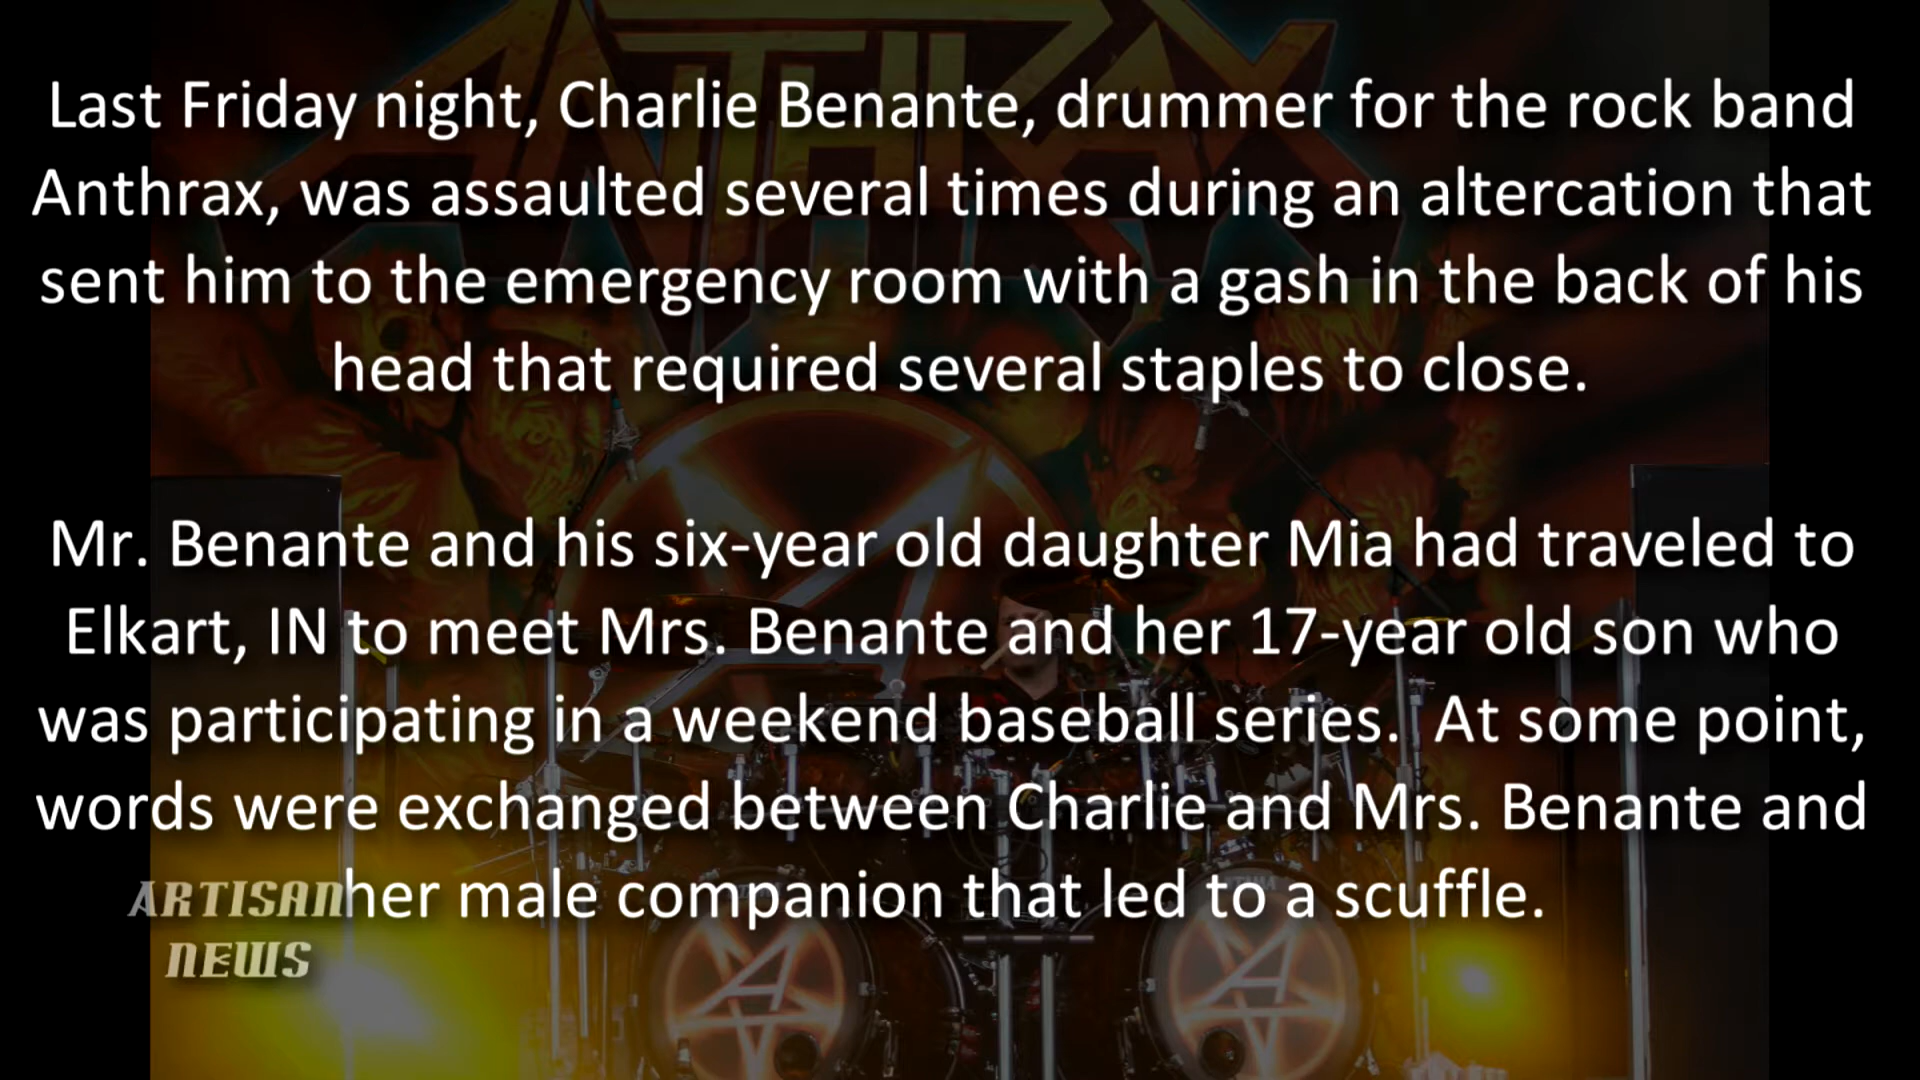 ANTHRAX
Last Friday night, Charlie Benante, drummer for the rock band
Anthrax, was assaulted several times during an altercation that
sent him to the emergency room with a gash in the back of his
head that required several staples to close.
Mr. Benante and his six-year old daughter Mia had traveled to
Elkart, IN to meet Mrs. Benante and her 17-year old son who
was participating in a weekend baseball series. At some point,
words were exchanged between Charlie and Mrs. Benante and
her male companion that led to a scuffle.
ARTISAN
NEWS
TAMA